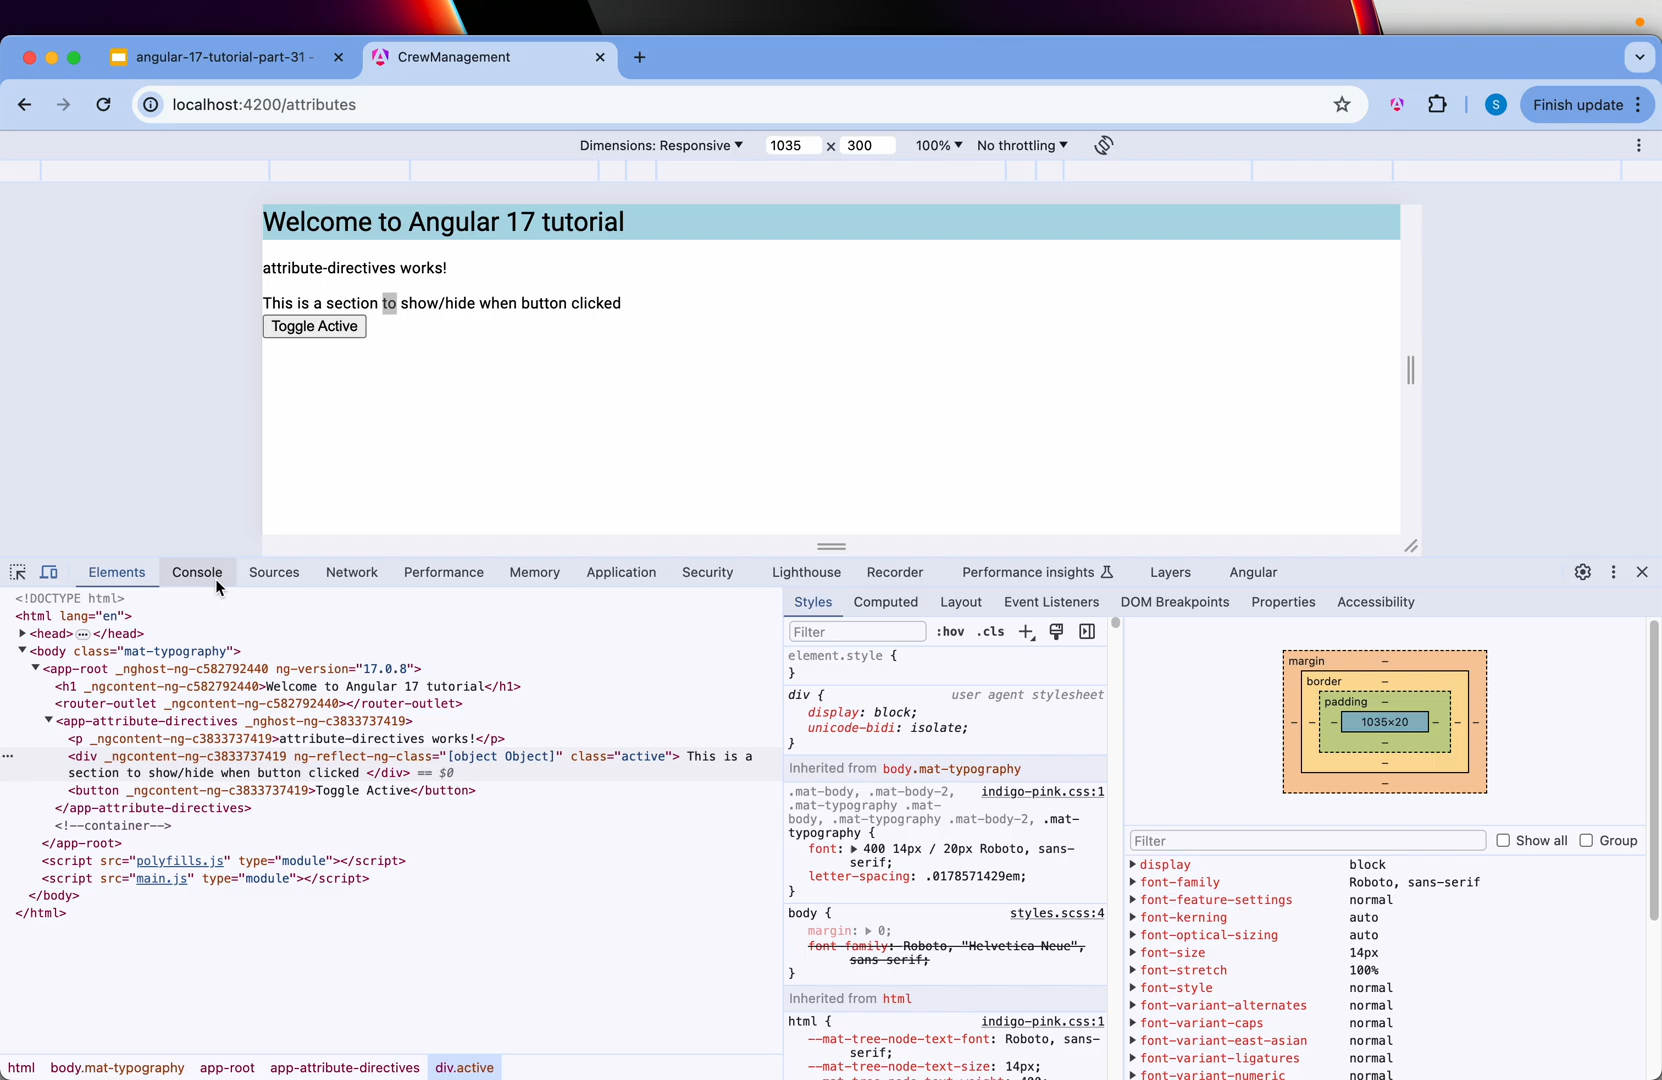 angular-17-tutorial-part-31 -
CrewManagement
localhost:4200/attributes
S
Finish update
Dimensions: Responsive
1035 x 300
100%
No throttling
Welcome to Angular 17 tutorial
attribute-directives works!
This is a section to show/hide when button clicked
Toggle Active
Elements
Console
Sources
Network
Performance
Memory
Application
Security
Lighthouse
Recorder
Performance insights
Layers
Angular
<!DOCTYPE html>
<html lang="en">
<head> … </head>
<body class="mat-typography">
<app-root _nghost-ng-c582792440 ng-version="17.0.8">
<h1 _ngcontent-ng-c582792440>Welcome to Angular 17 tutorial</h1>
<router-outlet _ngcontent-ng-c582792440></router-outlet>
<app-attribute-directives _nghost-ng-c3833737419>
<p _ngcontent-ng-c3833737419>attribute-directives works!</p>
<div _ngcontent-ng-c3833737419 ng-reflect-ng-class="[object Object]" class="active"> This is a
section to show/hide when button clicked </div> == $0
<button _ngcontent-ng-c3833737419>Toggle Active</button>
</app-attribute-directives>
<!--container-->
</app-root>
<script src="polyfills.js" type="module"></script>
<script src="main.js" type="module"></script>
</body>
</html>
html
body.mat-typography
app-root
app-attribute-directives
div.active
Styles
Computed
Layout
Event Listeners
DOM Breakpoints
Properties
Accessibility
Filter
:hov
.cls
element.style {
}
div {
user agent stylesheet
display: block;
unicode-bidi: isolate;
}
Inherited from body.mat-typography
.mat-body, .mat-body-2,
indigo-pink.css:1
.mat-typography .mat-
body, .mat-typography .mat-body-2, .mat-
typography {
font: 400 14px / 20px Roboto, sans-
serif;
letter-spacing: .0178571429em;
}
body {
styles.scss:4
margin: 0;
font-family: Roboto, "Helvetica Neue",
sans-serif;
}
Inherited from html
html {
indigo-pink.css:1
--mat-tree-node-text-font: Roboto, sans-
serif;
--mat-tree-node-text-size: 14px;
margin
border
padding
1035×20
Filter
Show all
Group
display
block
font-family
Roboto, sans-serif
font-feature-settings
normal
font-kerning
auto
font-optical-sizing
auto
font-size
14px
font-stretch
100%
font-style
normal
font-variant-alternates
normal
font-variant-caps
normal
font-variant-east-asian
normal
font-variant-ligatures
normal
font-variant-numeric
normal